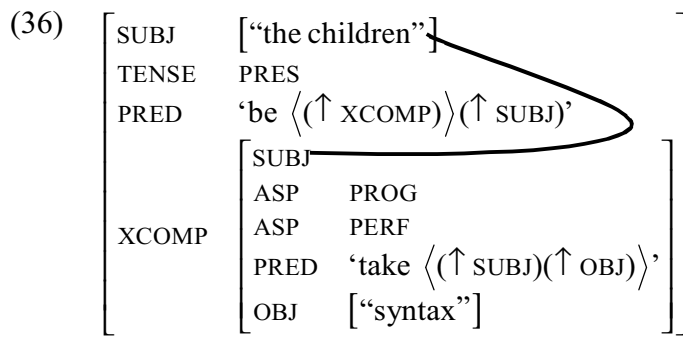 (36)
SUBJ ["the children"]
TENSE PRES
PRED ‘be ⟨(↑ XCOMP)⟩(↑ SUBJ)’
SUBJ
ASP PROG
XCOMP ASP PERF
PRED ‘take ⟨(↑ SUBJ)(↑ OBJ)⟩’
OBJ [“syntax”]